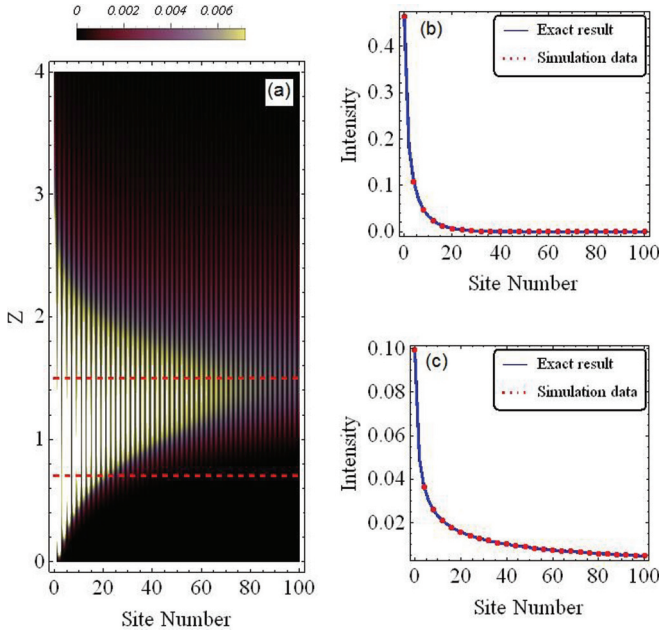 0 0.002 0.004 0.006
(a)
4
3
2
1
0
Z
0 20 40 60 80 100
Site Number
(b)
Exact result
Simulation data
0.4
0.3
0.2
0.1
0.0
Intensity
0 20 40 60 80 100
Site Number
(c)
Exact result
Simulation data
0.10
0.08
0.06
0.04
0.02
Intensity
0 20 40 60 80 100
Site Number